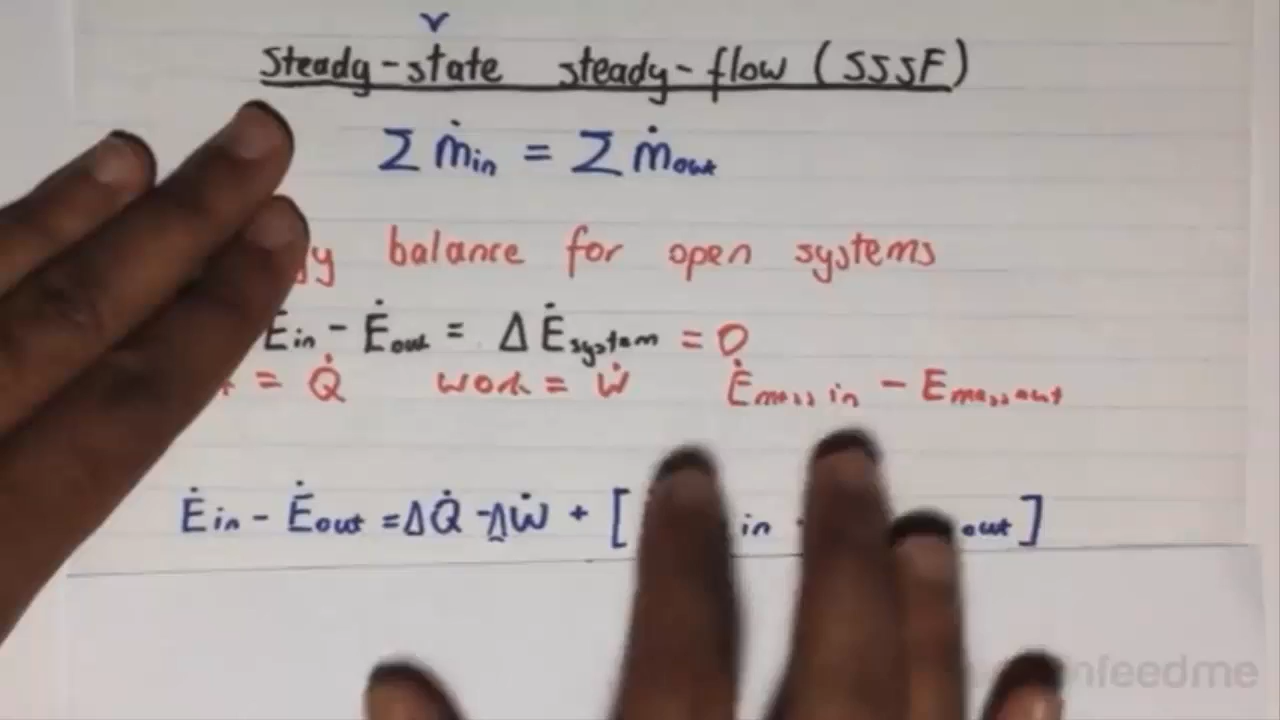 Steady-state steady-flow (SSSF)
Σ ṁin = Σ ṁout
balance for open systems
Ėin - Ėout = ΔĖsystem = 0
= Q̇ work = Ẇ Ėmass in - Emass out
Ėin - Ėout = ΔQ̇ - ΔẆ + [ in out ]
nfeedme